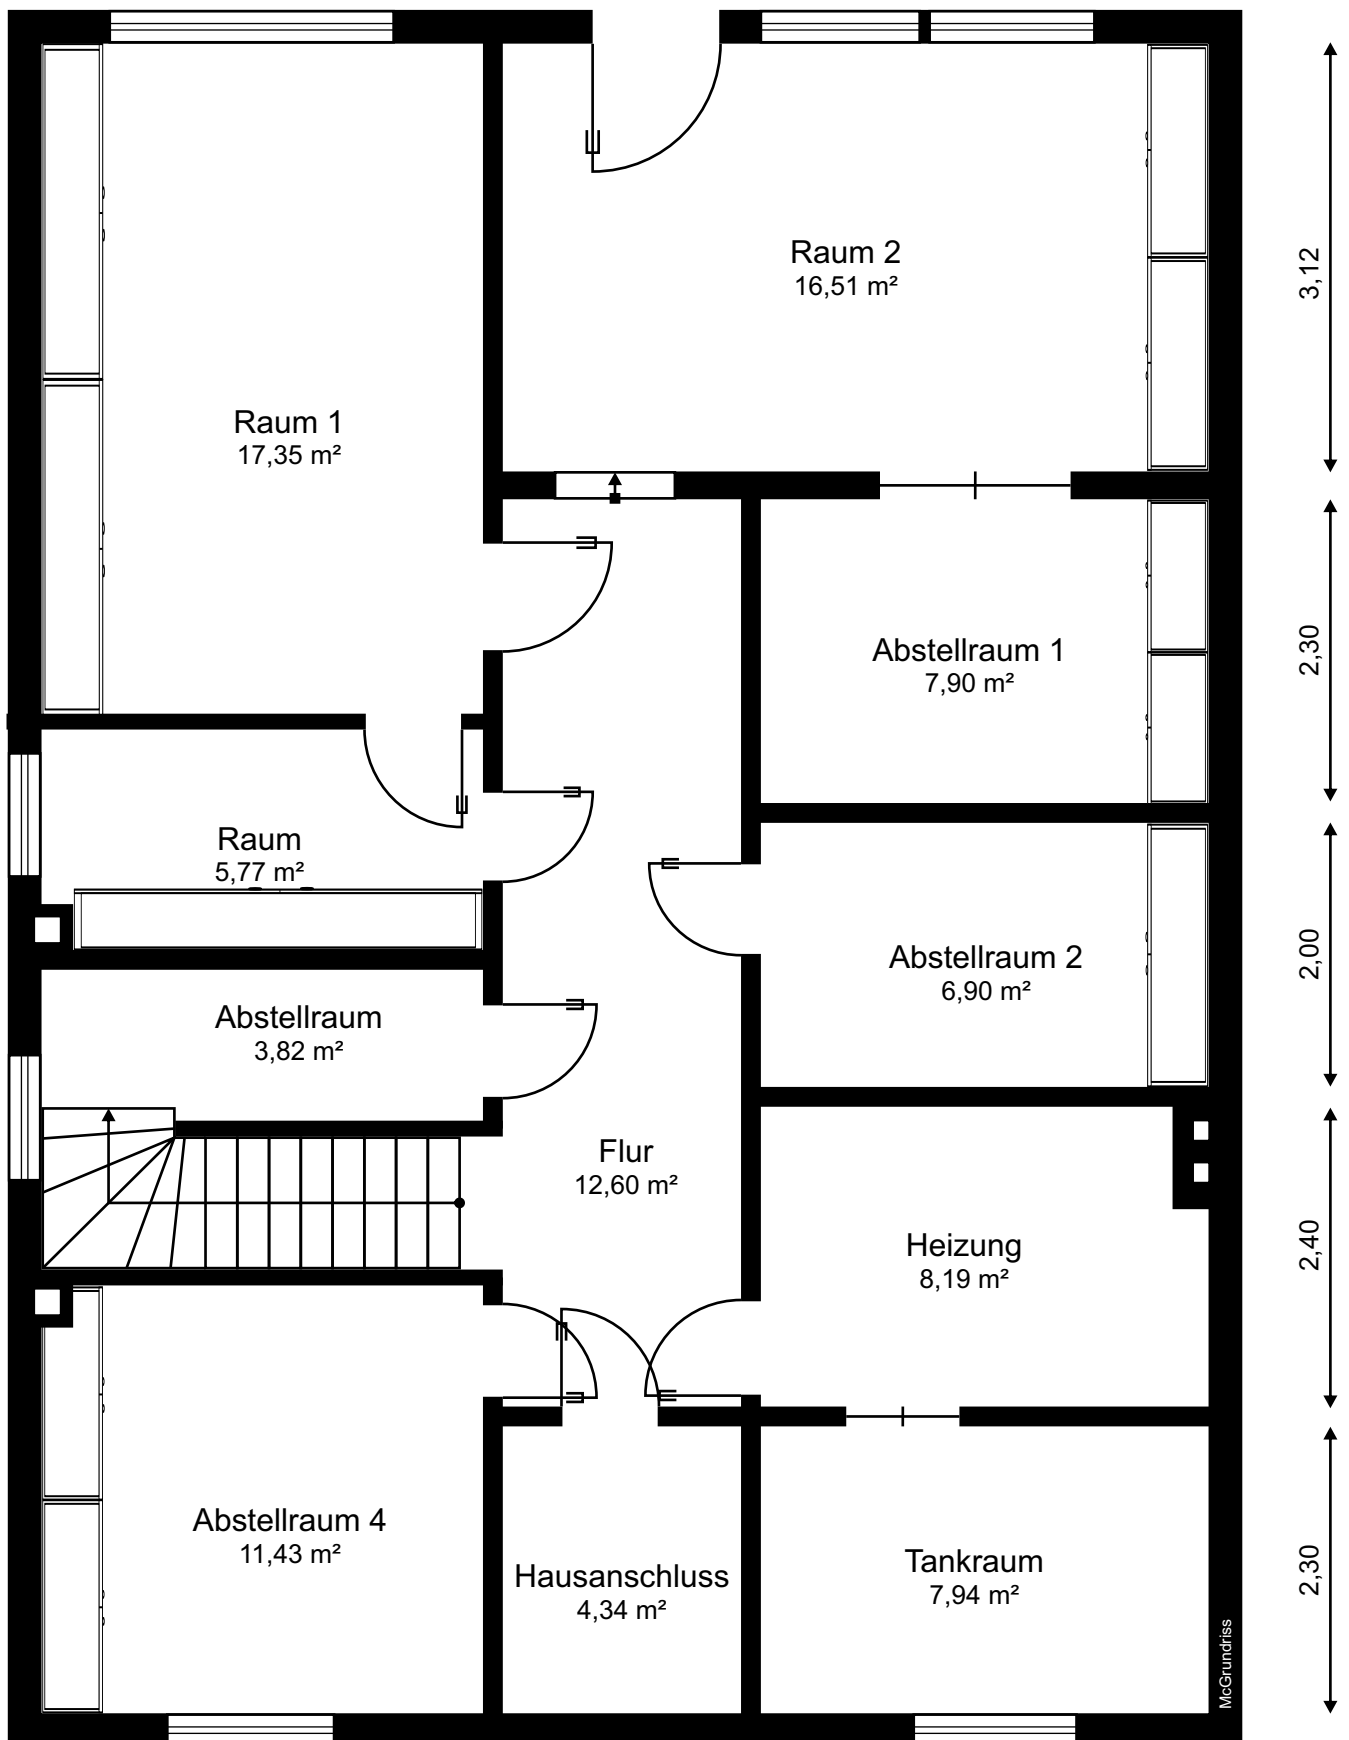 Raum 2
16,51 m²
3,12
Raum 1
17,35 m²
Abstellraum 1
7,90 m²
2,30
Raum
5,77 m²
Abstellraum 2
6,90 m²
2,00
Abstellraum
3,82 m²
Flur
12,60 m²
Heizung
8,19 m²
2,40
Abstellraum 4
11,43 m²
Hausanschluss
4,34 m²
Tankraum
7,94 m²
2,30
McGrundriss